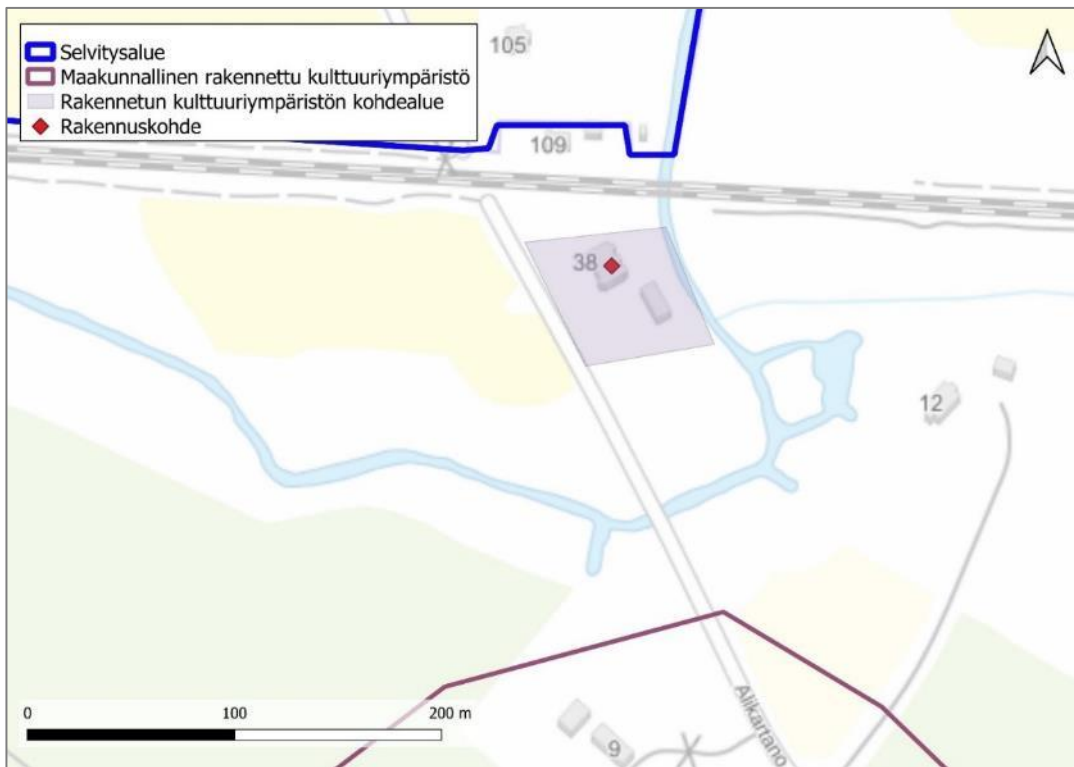 105
Selvitysalue
Maakunnallinen rakennettu kulttuuriympäristö
Rakennetun kulttuuriympäristön kohdealue
Rakennuskohde
109
38
12
0 100 200 m
Alikartano
9